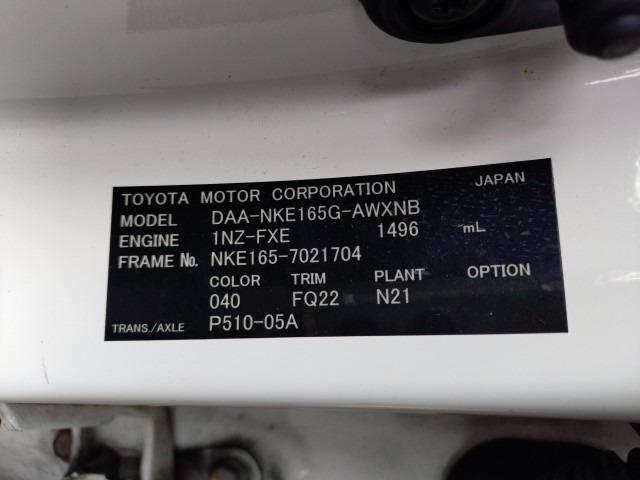 TOYOTA MOTOR CORPORATION JAPAN
MODEL DAA-NKE165G-AWXNB
ENGINE 1NZ-FXE 1496 mL
FRAME No. NKE165-7021704
COLOR TRIM PLANT OPTION
040 FQ22 N21
TRANS./AXLE P510-05A